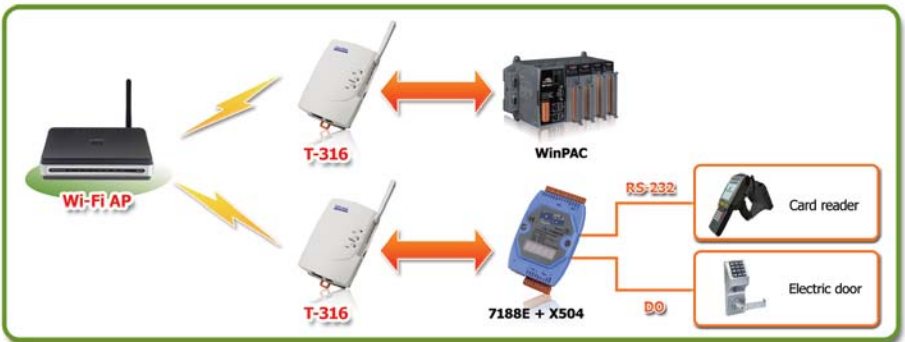 T-316
WinPAC
Wi-Fi AP
RS-232
Card reader
T-316
7188E + X504
DO
Electric door